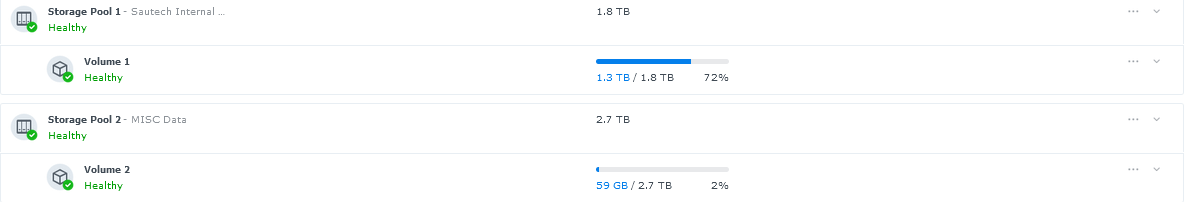 Storage Pool 1 - Sautech Internal ... 1.8 TB
Healthy
Volume 1
Healthy 1.3 TB / 1.8 TB 72%
Storage Pool 2 - MISC Data 2.7 TB
Healthy
Volume 2
Healthy 59 GB / 2.7 TB 2%